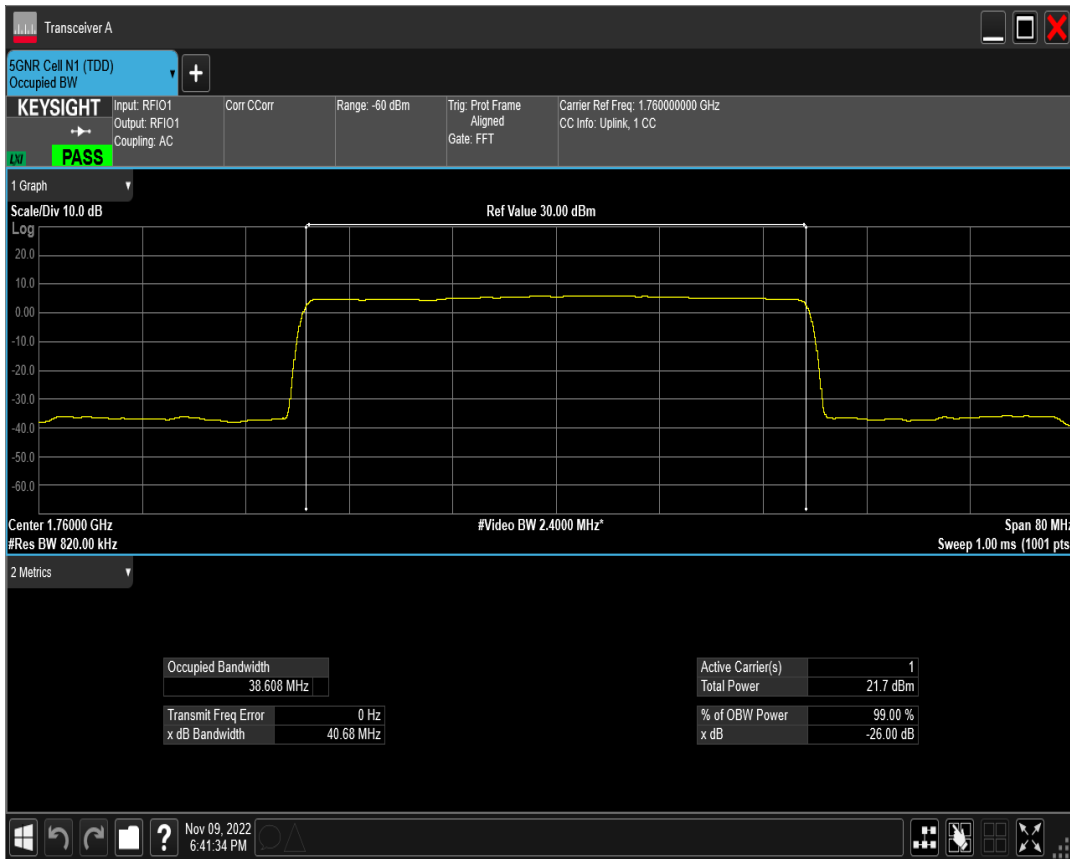 Transceiver A
5GNR Cell N1 (TDD)
Occupied BW
KEYSIGHT
LXI
PASS
Input: RFIO1
Output: RFIO1
Coupling: AC
Corr CCorr
Range: -60 dBm
Trig: Prot Frame
Aligned
Gate: FFT
Carrier Ref Freq: 1.760000000 GHz
CC Info: Uplink, 1 CC
1 Graph
Scale/Div 10.0 dB
Ref Value 30.00 dBm
Log
20.0
10.0
0.00
-10.0
-20.0
-30.0
-40.0
-50.0
-60.0
Center 1.76000 GHz
#Video BW 2.4000 MHz*
Span 80 MHz
#Res BW 820.00 kHz
Sweep 1.00 ms (1001 pts
2 Metrics
Occupied Bandwidth
38.608 MHz
Transmit Freq Error 0 Hz
x dB Bandwidth 40.68 MHz
Active Carrier(s) 1
Total Power 21.7 dBm
% of OBW Power 99.00 %
x dB -26.00 dB
?
Nov 09, 2022
6:41:34 PM